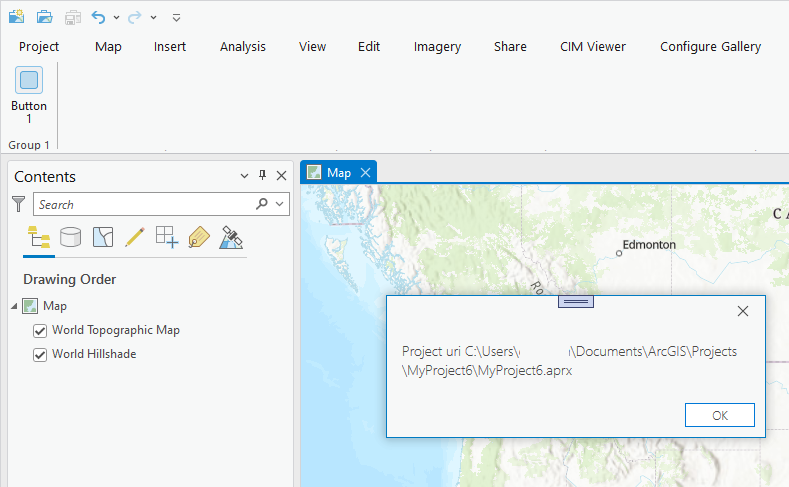 Project Map Insert Analysis View Edit Imagery Share CIM Viewer Configure Gallery
Button
1
Group 1
Contents
Search
Drawing Order
Map
World Topographic Map
World Hillshade
Map
Edmonton
C A
Ro
Project uri C:\Users\ \Documents\ArcGIS\Projects
\MyProject6\MyProject6.aprx
OK